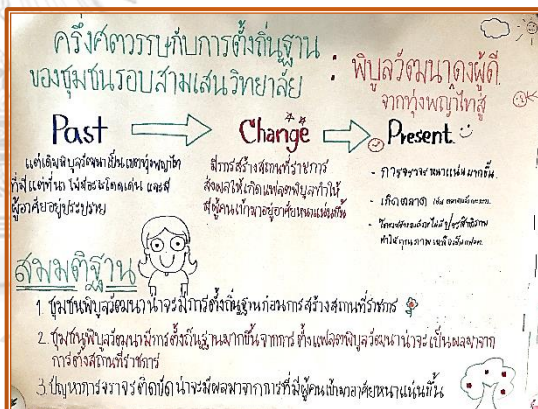 ครึ่งศตวรรษกับการตั้งถิ่นฐาน
ของชุมชนรอบสามเสนวิทยาลัย
: พิบูลวัฒนาดงผู้ดี
จากทุ่งพญาไทสู่
Past
Change
Present
แต่เดิมพิบูลวัฒนาเป็นเขตทุ่งพญาไท
ที่มีแต่ที่นา ไม่ค่อยโดดเด่น และมี
ผู้อาศัยอยู่ประปราย
มีการสร้างสถานที่ราชการ
ส่งผลให้เกิดแฟลตพิบูลทำให้
มีผู้คนเข้ามาอยู่อาศัยหนาแน่นขึ้น
- การจราจรหนาแน่นมากขึ้น
- เกิดตลาด เช่น
ทำให้คุณภาพ
สมมติฐาน
1. ชุมชนพิบูลวัฒนาน่าจะมีการตั้งถิ่นฐานก่อนการสร้างสถานที่ราชการ
2. ชุมชนพิบูลวัฒนามีการตั้งถิ่นฐานมากขึ้นจากการตั้งแฟลตพิบูลวัฒนาน่าจะเป็นผลมาจาก
การตั้งสถานที่ราชการ
3. ปัญหาการจราจรติดขัดน่าจะมีผลมาจากการที่มีผู้คนเข้ามาอาศัยหนาแน่นขึ้น